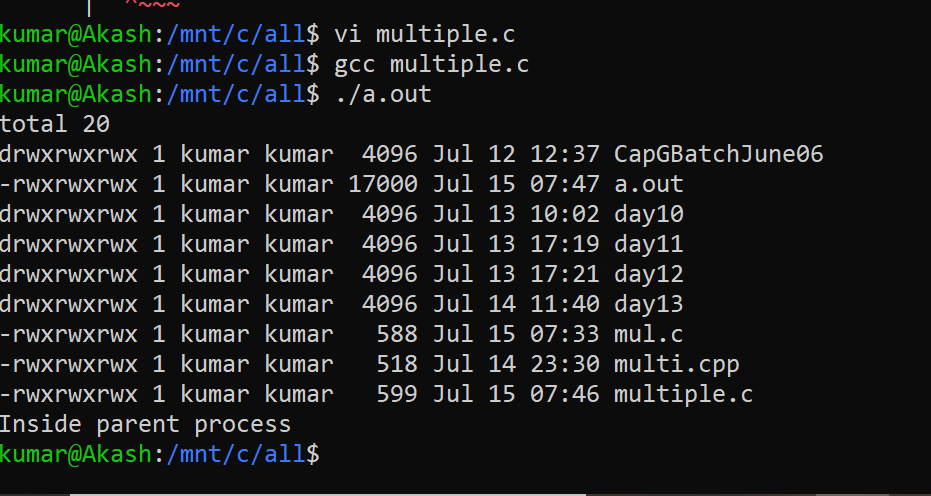 | ^~~~
kumar@Akash:/mnt/c/all$ vi multiple.c
kumar@Akash:/mnt/c/all$ gcc multiple.c
kumar@Akash:/mnt/c/all$ ./a.out
total 20
drwxrwxrwx 1 kumar kumar  4096 Jul 12 12:37 CapGBatchJune06
-rwxrwxrwx 1 kumar kumar 17000 Jul 15 07:47 a.out
drwxrwxrwx 1 kumar kumar  4096 Jul 13 10:02 day10
drwxrwxrwx 1 kumar kumar  4096 Jul 13 17:19 day11
drwxrwxrwx 1 kumar kumar  4096 Jul 13 17:21 day12
drwxrwxrwx 1 kumar kumar  4096 Jul 14 11:40 day13
-rwxrwxrwx 1 kumar kumar   588 Jul 15 07:33 mul.c
-rwxrwxrwx 1 kumar kumar   518 Jul 14 23:30 multi.cpp
-rwxrwxrwx 1 kumar kumar   599 Jul 15 07:46 multiple.c
Inside parent process
kumar@Akash:/mnt/c/all$